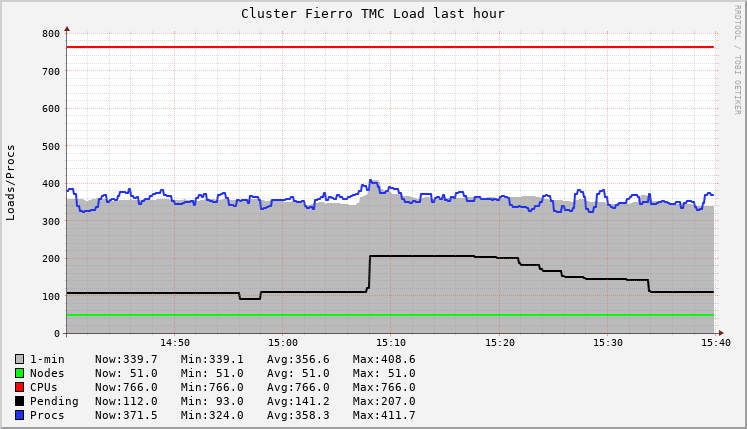 Cluster Fierro TMC Load last hour
RRDTOOL / TOBI OETIKER
Loads/Procs
800
700
600
500
400
300
200
100
0
14:50 15:00 15:10 15:20 15:30 15:40
1-min Now:339.7 Min:339.1 Avg:356.6 Max:408.6
Nodes Now: 51.0 Min: 51.0 Avg: 51.0 Max: 51.0
CPUs Now:766.0 Min:766.0 Avg:766.0 Max:766.0
Pending Now:112.0 Min: 93.0 Avg:141.2 Max:207.0
Procs Now:371.5 Min:324.0 Avg:358.3 Max:411.7